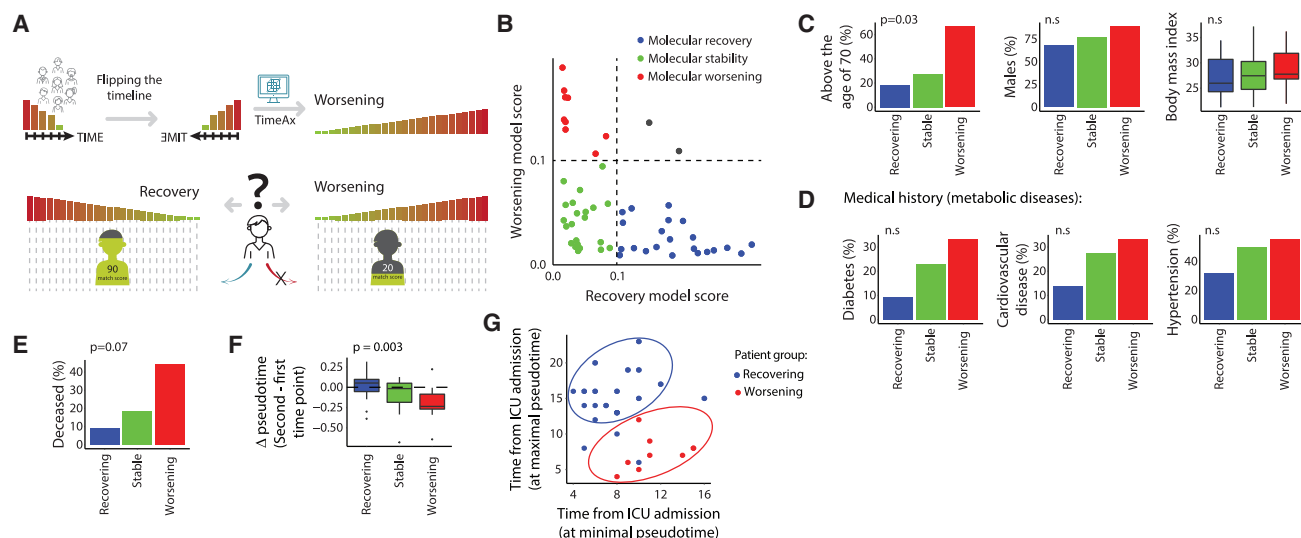 A
Flipping the
timeline
TIME
ƎMIT
TimeAx
Worsening
Recovery
?
Worsening
90
match score
20
match score
X
B
Molecular recovery
Molecular stability
Molecular worsening
Worsening model score
0.1
0.0
0.0
0.1
Recovery model score
C
p=0.03
Above the
age of 70 (%)
60
40
20
0
Recovering
Stable
Worsening
n.s
Males (%)
75
50
25
0
Recovering
Stable
Worsening
n.s
Body mass index
35
30
25
Recovering
Stable
Worsening
D
Medical history (metabolic diseases):
n.s
Diabetes (%)
30
20
10
0
Recovering
Stable
Worsening
n.s
Cardiovascular
disease (%)
30
20
10
0
Recovering
Stable
Worsening
n.s
Hypertension (%)
40
20
0
Recovering
Stable
Worsening
E
p=0.07
Deceased (%)
40
30
20
10
0
Recovering
Stable
Worsening
F
p = 0.003
Δ pseudotime
(Second - first
time point)
0.25
0.00
−0.25
−0.50
Recovering
Stable
Worsening
G
Time from ICU admission
(at maximal pseudotime)
20
15
10
5
4
8
12
16
Time from ICU admission
(at minimal pseudotime)
Patient group:
Recovering
Worsening